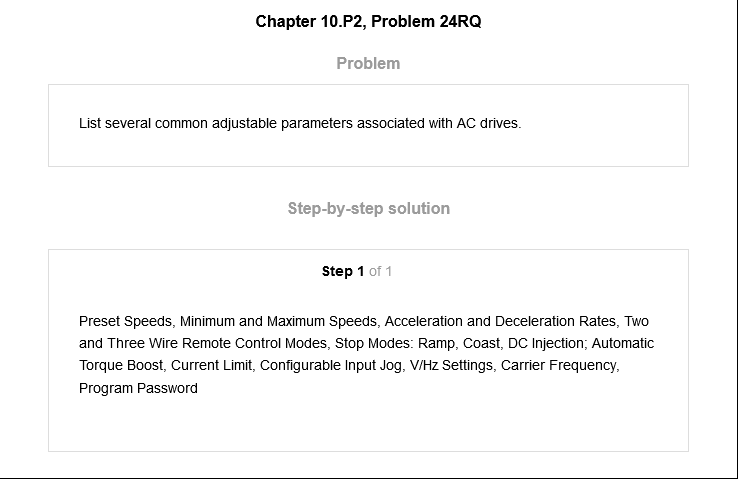 Chapter 10.P2, Problem 24RQ
Problem
List several common adjustable parameters associated with AC drives.
Step-by-step solution
Step 1 of 1
Preset Speeds, Minimum and Maximum Speeds, Acceleration and Deceleration Rates, Two
and Three Wire Remote Control Modes, Stop Modes: Ramp, Coast, DC Injection; Automatic
Torque Boost, Current Limit, Configurable Input Jog, V/Hz Settings, Carrier Frequency,
Program Password